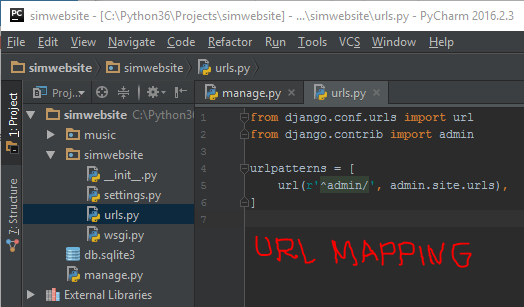 PC simwebsite - [C:\Python36\Projects\simwebsite] - ...\simwebsite\urls.py - PyCharm 2016.2.3
File Edit View Navigate Code Refactor Run Tools VCS Window Help
simwebsite simwebsite urls.py
1: Project
7: Structure
Proj... manage.py urls.py
simwebsite C:\Python36
music
simwebsite
__init__.py
settings.py
urls.py
wsgi.py
db.sqlite3
manage.py
External Libraries
1 from django.conf.urls import url
2 from django.contrib import admin
3
4 urlpatterns = [
5 url(r'^admin/', admin.site.urls),
6 ]
7
URL MAPPING